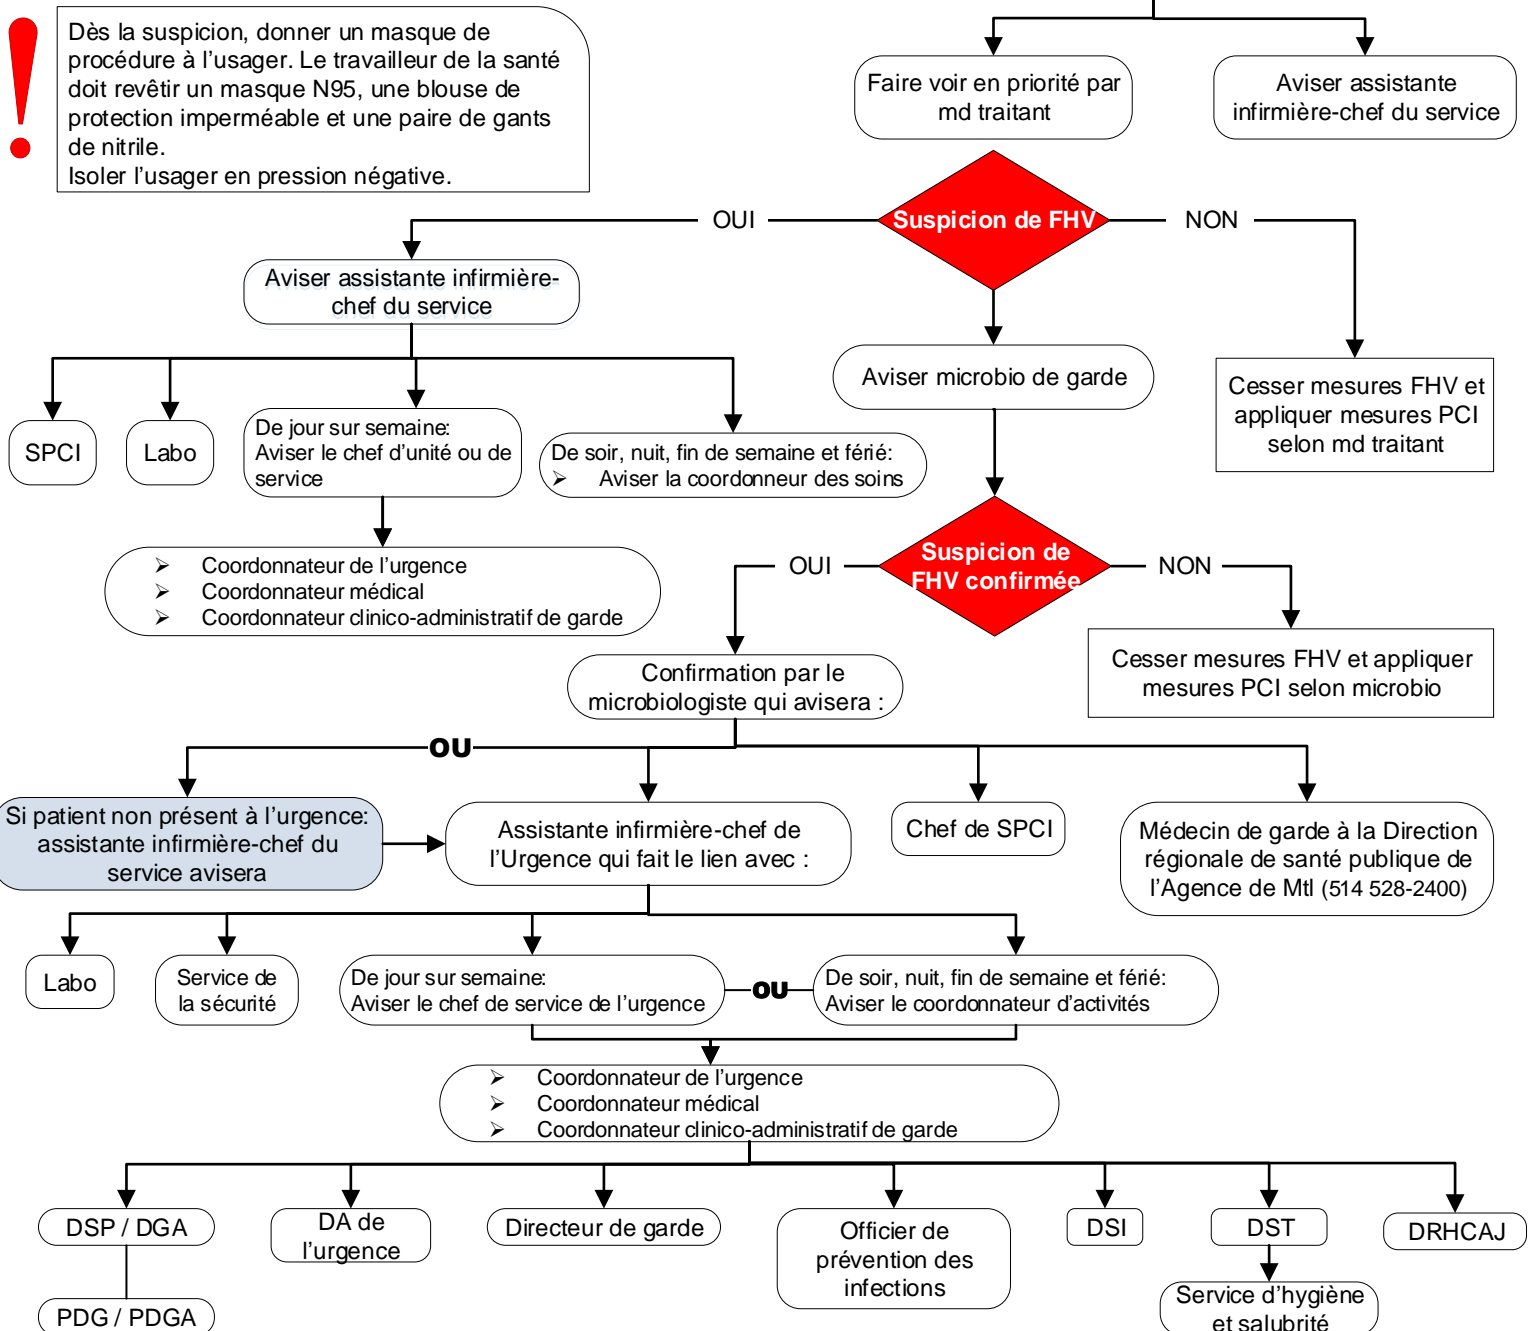 Dès la suspicion, donner un masque de
procédure à l'usager. Le travailleur de la santé
doit revêtir un masque N95, une blouse de
protection imperméable et une paire de gants
de nitrile.
Isoler l'usager en pression négative.
Faire voir en priorité par
md traitant
Aviser assistante
infirmière-chef du service
OUI
Suspicion de FHV
NON
Aviser assistante infirmière-
chef du service
Aviser microbio de garde
Cesser mesures FHV et
appliquer mesures PCI
selon md traitant
SPCI
Labo
De jour sur semaine:
Aviser le chef d'unité ou de
service
De soir, nuit, fin de semaine et férié:
➢ Aviser la coordonneur des soins
➢ Coordonnateur de l'urgence
➢ Coordonnateur médical
➢ Coordonnateur clinico-administratif de garde
OUI
Suspicion de
FHV confirmée
NON
Cesser mesures FHV et appliquer
mesures PCI selon microbio
Confirmation par le
microbiologiste qui avisera :
OU
Si patient non présent à l'urgence:
assistante infirmière-chef du
service avisera
Assistante infirmière-chef de
l'Urgence qui fait le lien avec :
Chef de SPCI
Médecin de garde à la Direction
régionale de santé publique de
l'Agence de Mtl (514 528-2400)
Labo
Service de
la sécurité
De jour sur semaine:
Aviser le chef de service de l'urgence
OU
De soir, nuit, fin de semaine et férié:
Aviser le coordonnateur d'activités
➢ Coordonnateur de l'urgence
➢ Coordonnateur médical
➢ Coordonnateur clinico-administratif de garde
DSP / DGA
DA de
l'urgence
Directeur de garde
Officier de
prévention des
infections
DSI
DST
DRHCAJ
PDG / PDGA
Service d'hygiène
et salubrité